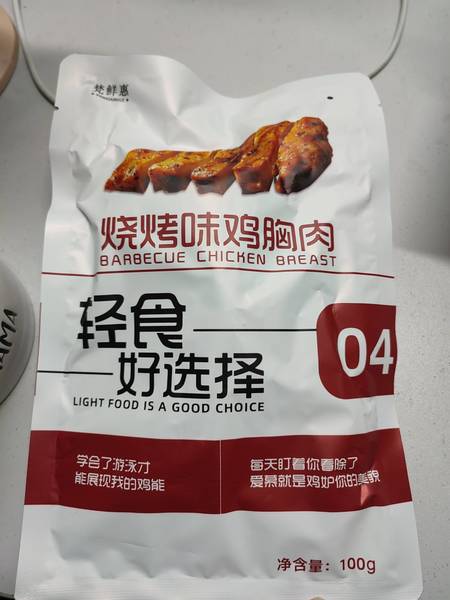 梵鲜惠
烧烤味鸡胸肉
BARBECUE CHICKEN BREAST
轻食
好选择
LIGHT FOOD IS A GOOD CHOICE
04
学会了游泳才
能展现我的鸡能
每天盯着你看除了
爱慕就是鸡妒你的美貌
净含量：100g
AMA